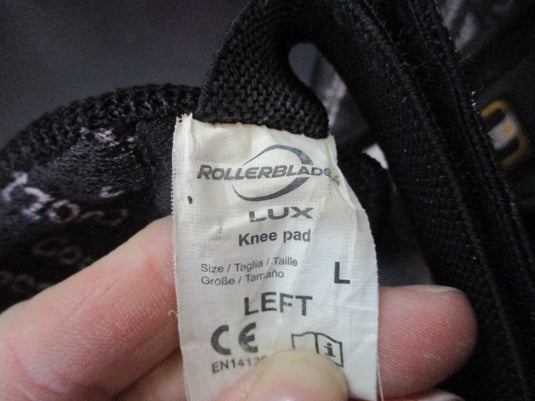 ROLLERBLADE
LUX
Knee pad
Size / Taglia / Taille
Größe / Tamaño
L
LEFT
CE
i